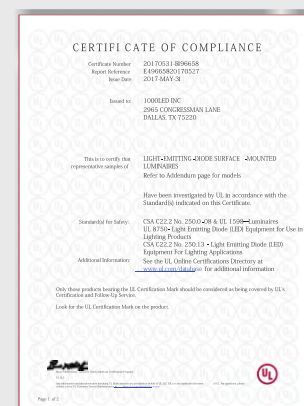 CERTIFICATE OF COMPLIANCE
Certificate Number 20170531-E496658
Report Reference E49665820170527
Issue Date 2017-MAY-31
Issued to: 1000LED INC
2965 CONGRESSMAN LANE
DALLAS, TX 75220
This is to certify that LIGHT-EMITTING-DIODE SURFACE -MOUNTED
representative samples of LUMINAIRES
Refer to Addendum page for models
Have been investigated by UL in accordance with the
Standard(s) indicated on this Certificate.
Standard(s) for Safety: CSA C22.2 No. 250.0-08 & UL 1598—Luminaires
UL 8750- Light Emitting Diode (LED) Equipment for Use in
Lighting Products
CSA C22.2 No. 250.13 - Light Emitting Diode (LED)
Equipment For Lighting Applications
Additional Information: See the UL Online Certifications Directory at
www.ul.com/database for additional information
Only those products bearing the UL Certification Mark should be considered as being covered by UL's
Certification and Follow-Up Service.
Look for the UL Certification Mark on the product.
UL
Page 1 of 2